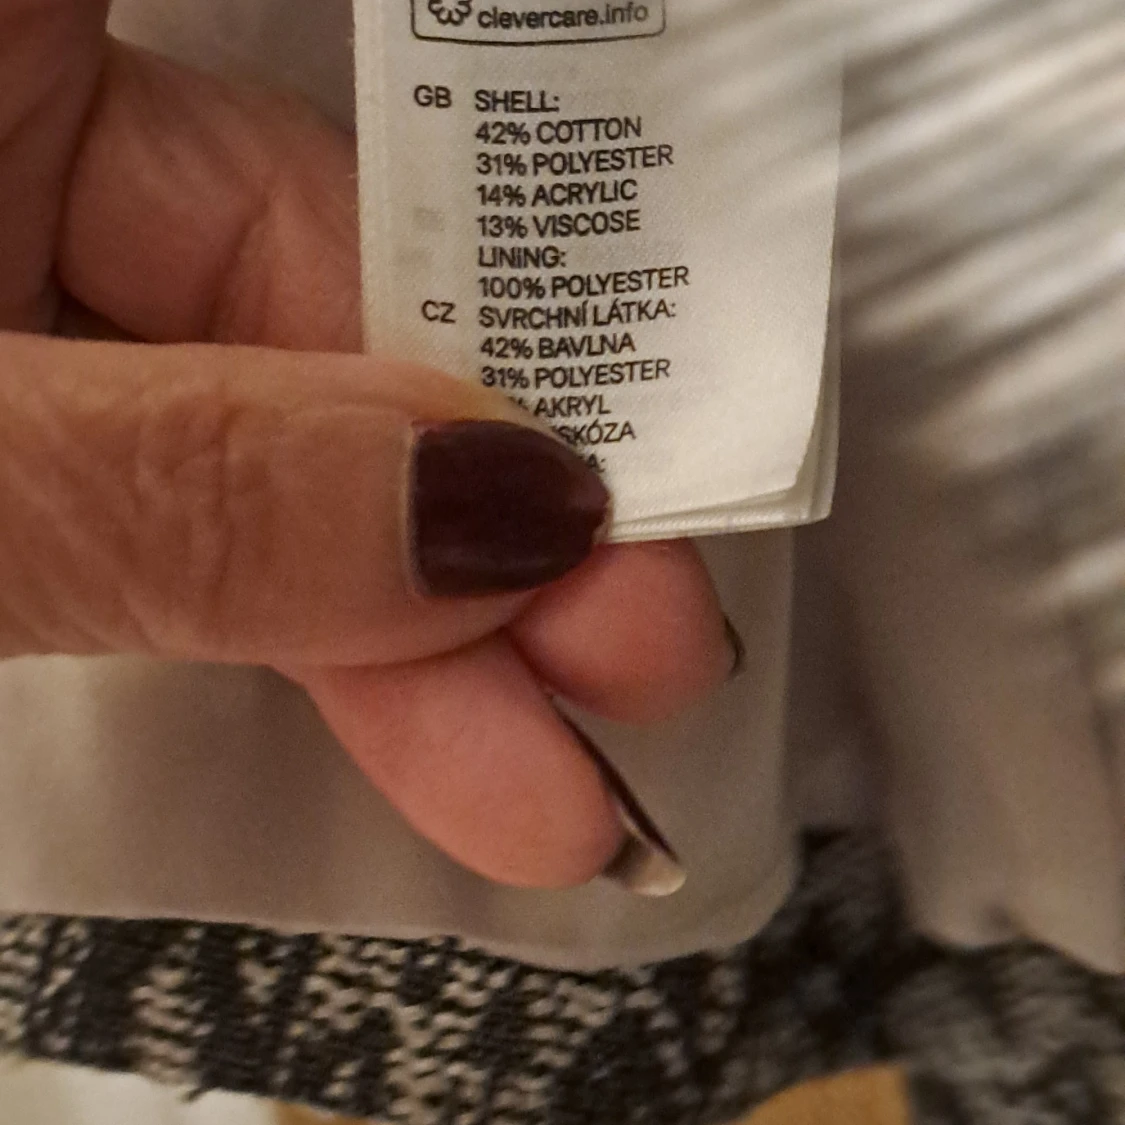 clevercare.info
GB SHELL:
42% COTTON
31% POLYESTER
14% ACRYLIC
13% VISCOSE
LINING:
100% POLYESTER
CZ SVRCHNÍ LÁTKA:
42% BAVLNA
31% POLYESTER
% AKRYL
SKÓZA
A: